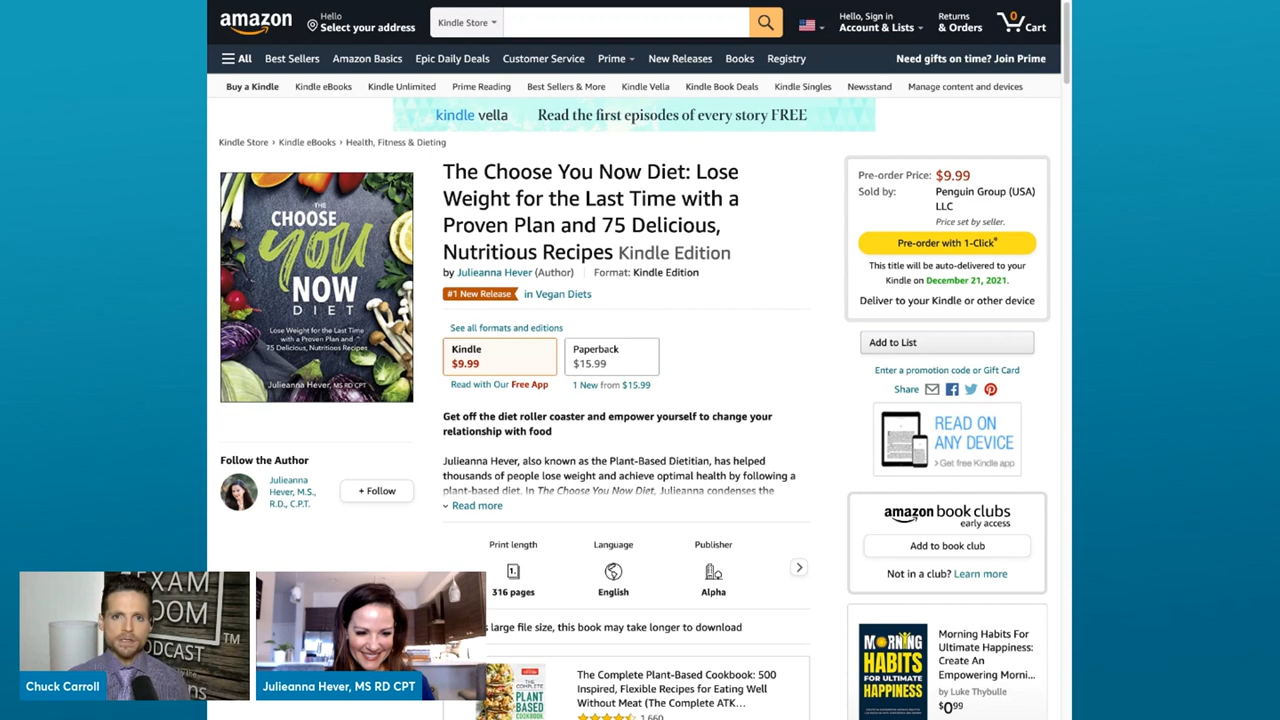 amazon
Hello
Select your address
Kindle Store
Hello, Sign in
Account & Lists
Returns
& Orders
0
Cart
All
Best Sellers
Amazon Basics
Epic Daily Deals
Customer Service
Prime
New Releases
Books
Registry
Need gifts on time? Join Prime
Buy a Kindle
Kindle eBooks
Kindle Unlimited
Prime Reading
Best Sellers & More
Kindle Vella
Kindle Book Deals
Kindle Singles
Newsstand
Manage content and devices
kindle vella Read the first episodes of every story FREE
Kindle Store › Kindle eBooks › Health, Fitness & Dieting
THE
CHOOSE
you
NOW
DIET
Lose Weight for the Last Time
with a Proven Plan and
75 Delicious, Nutritious Recipes
Julieanna Hever, MS RD CPT
Follow the Author
Julieanna
Hever, M.S.,
R.D., C.P.T.
+ Follow
The Choose You Now Diet: Lose
Weight for the Last Time with a
Proven Plan and 75 Delicious,
Nutritious Recipes Kindle Edition
by Julieanna Hever (Author) Format: Kindle Edition
#1 New Release in Vegan Diets
See all formats and editions
Kindle
$9.99
Paperback
$15.99
Read with Our Free App
1 New from $15.99
Get off the diet roller coaster and empower yourself to change your
relationship with food
Julieanna Hever, also known as the Plant-Based Dietitian, has helped
thousands of people lose weight and achieve optimal health by following a
plant-based diet. In The Choose You Now Diet, Julieanna condenses the
Read more
Print length
316 pages
Language
English
Publisher
Alpha
large file size, this book may take longer to download
THE COMPLETE
PLANT
BASED
COOKBOOK
The Complete Plant-Based Cookbook: 500
Inspired, Flexible Recipes for Eating Well
Without Meat (The Complete ATK...
1,660
Pre-order Price: $9.99
Sold by: Penguin Group (USA)
LLC
Price set by seller.
Pre-order with 1-Click®
This title will be auto-delivered to your
Kindle on December 21, 2021.
Deliver to your Kindle or other device
Add to List
Enter a promotion code or Gift Card
Share
READ ON
ANY DEVICE
› Get free Kindle app
amazon book clubs
early access
Add to book club
Not in a club? Learn more
MORNING
HABITS
FOR ULTIMATE
HAPPINESS
Morning Habits For
Ultimate Happiness:
Create An
Empowering Morni...
by Luke Thybulle
$0.99
EXAM
ROOM
PODCAST
TM
Chuck Carroll
Julieanna Hever, MS RD CPT